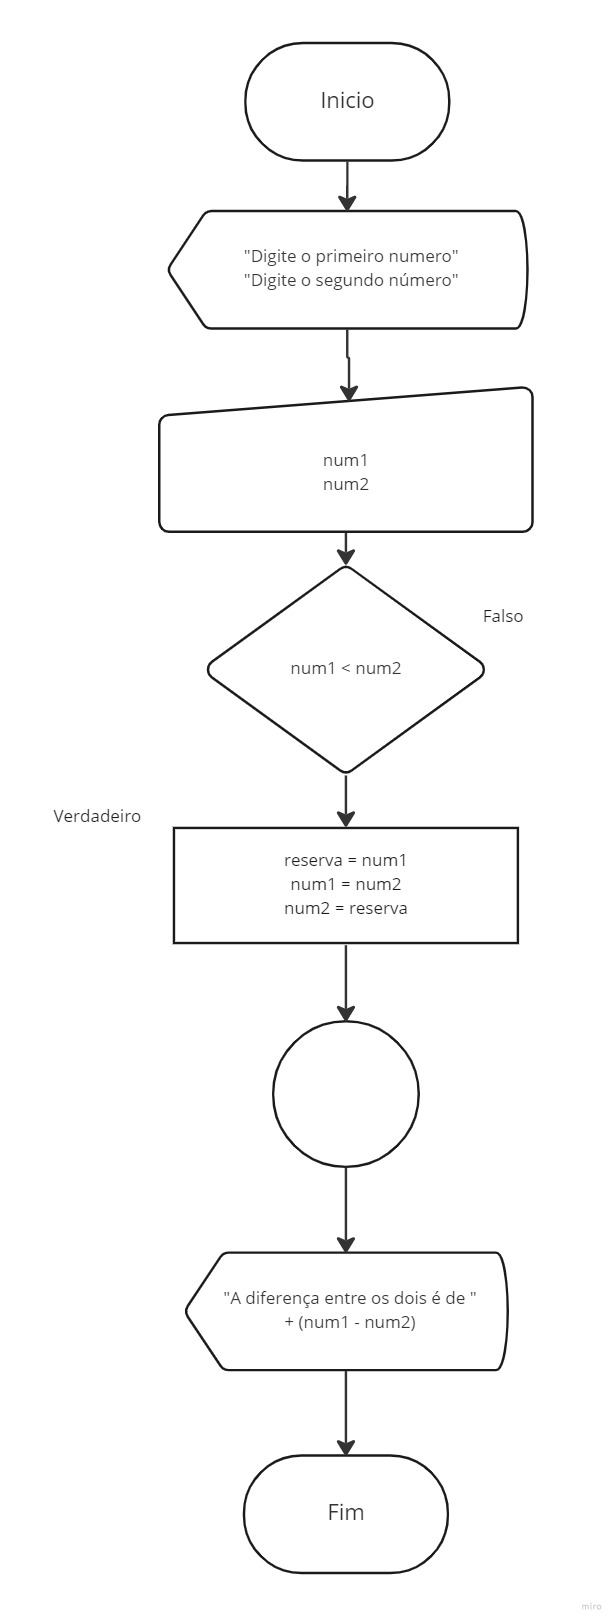 Inicio
"Digite o primeiro numero"
"Digite o segundo número"
num1
num2
Falso
num1 < num2
Verdadeiro
reserva = num1
num1 = num2
num2 = reserva
"A diferença entre os dois é de "
+ (num1 - num2)
Fim
miro